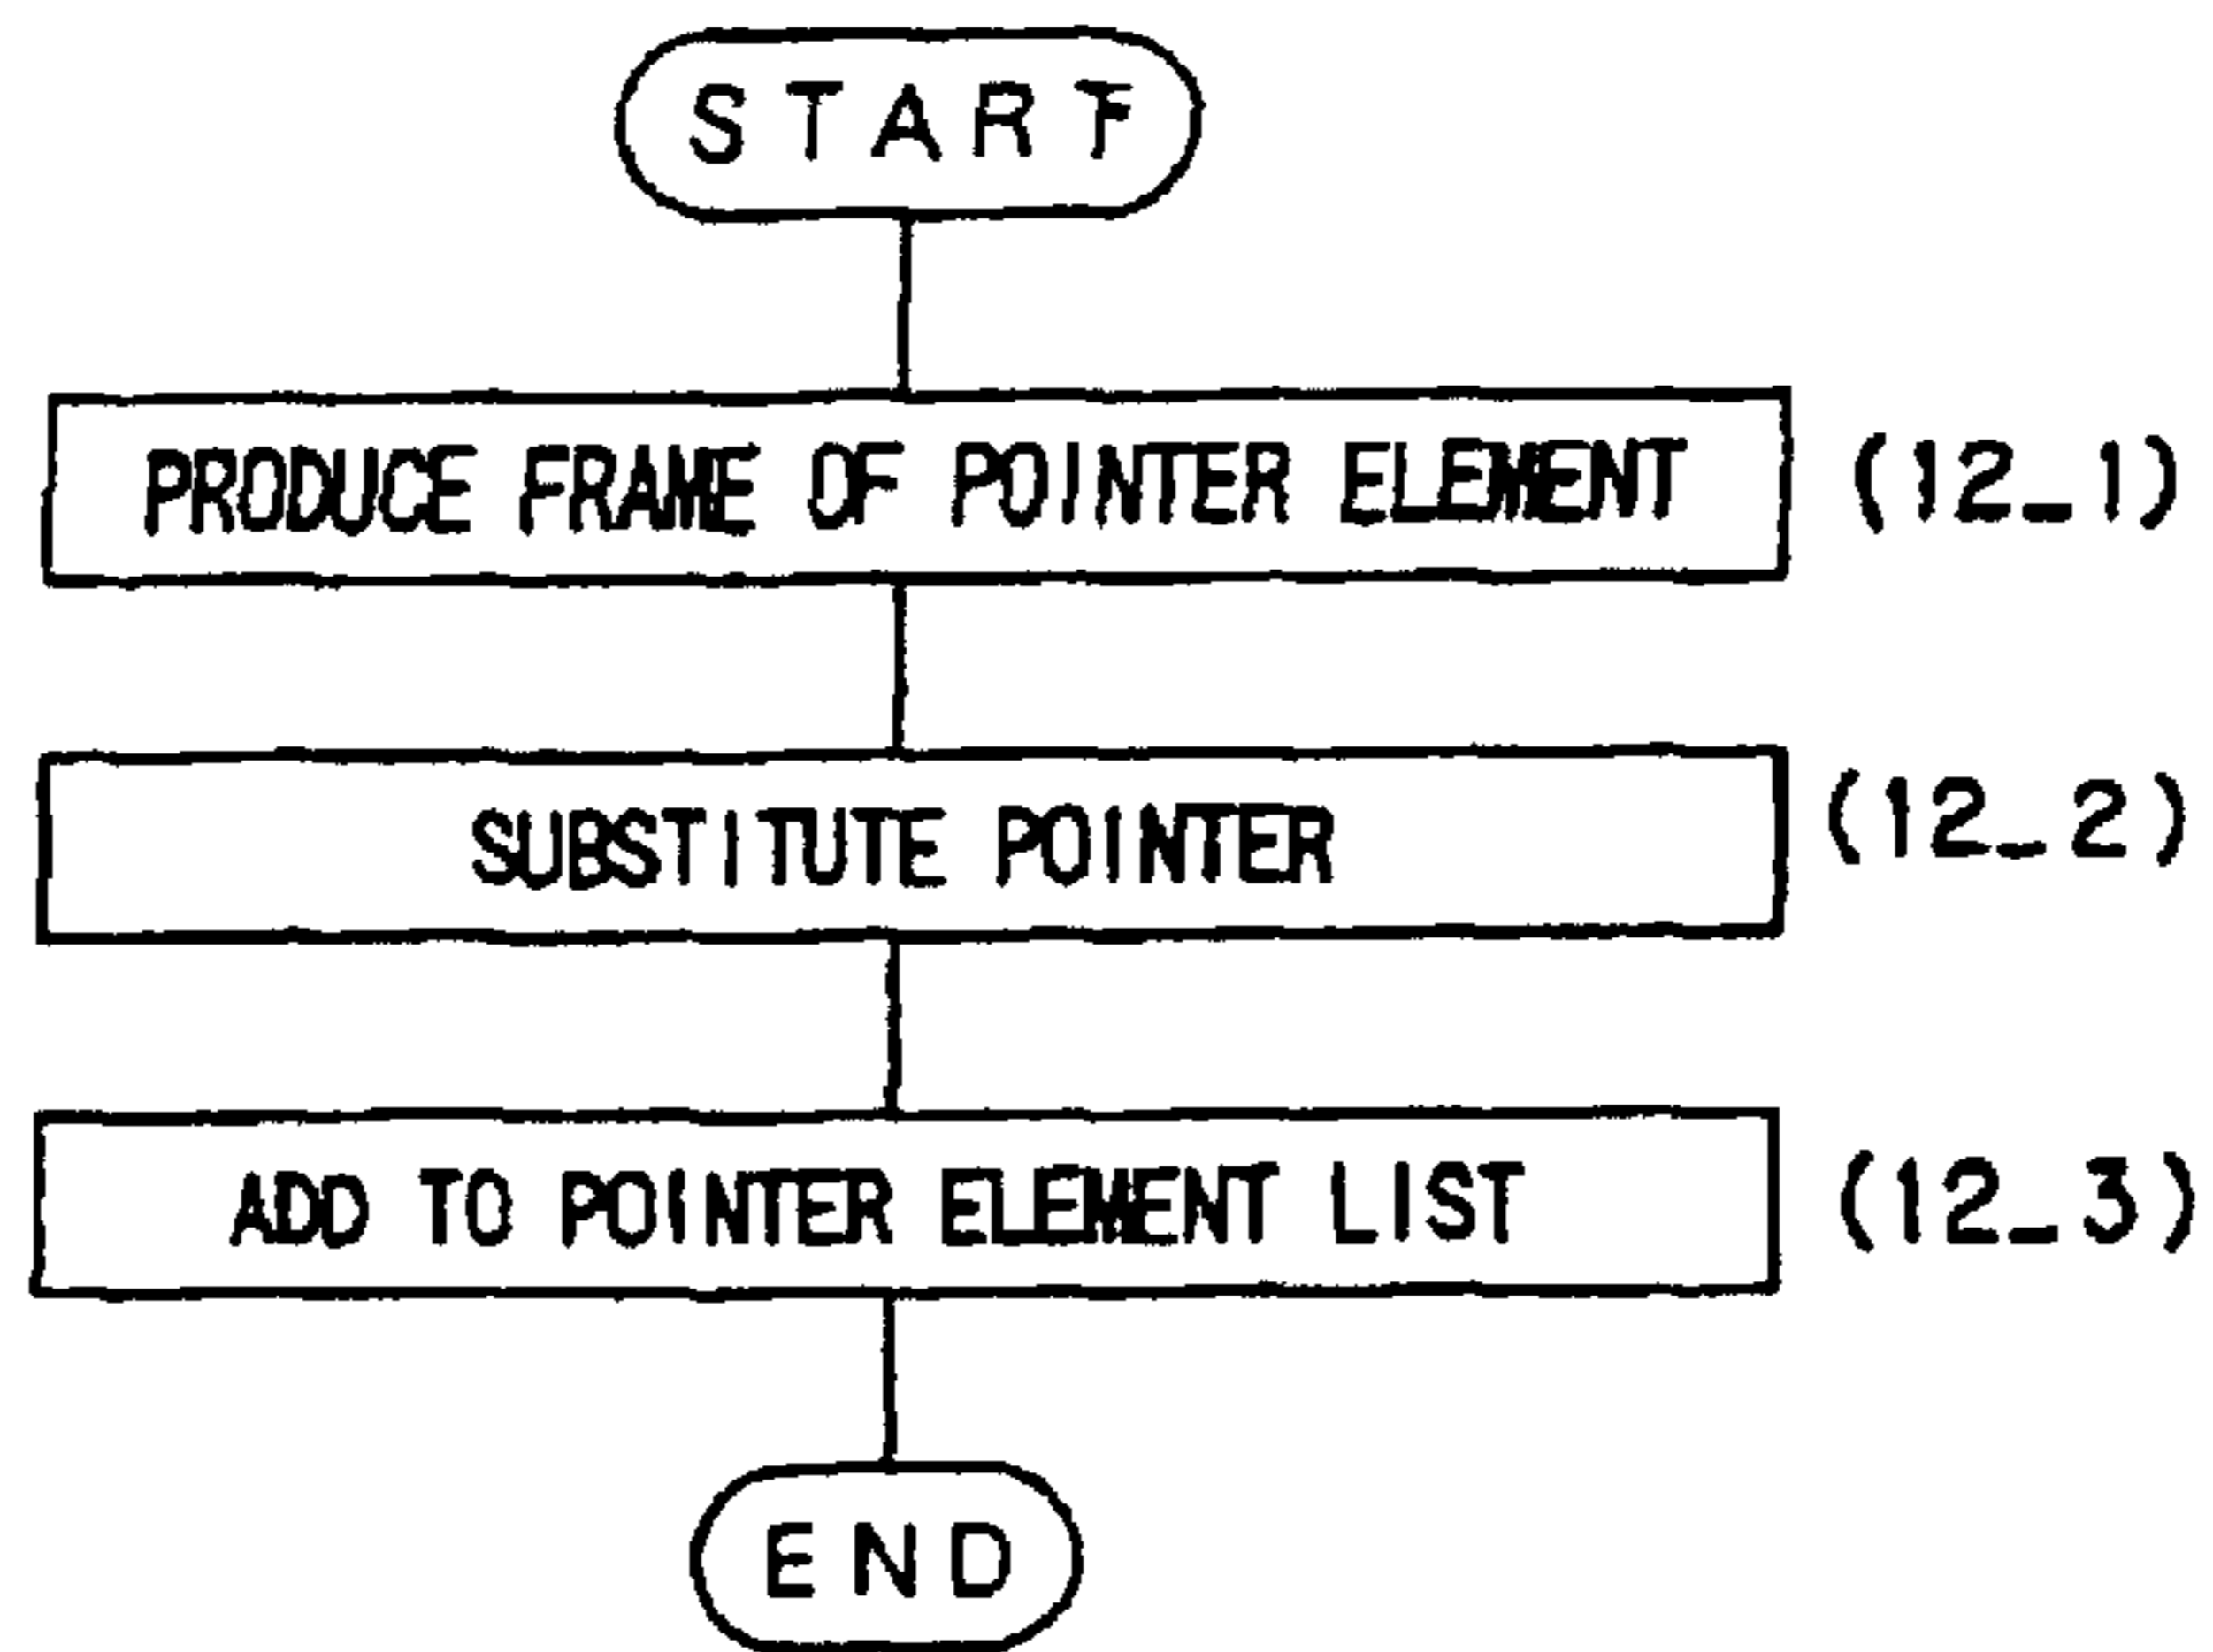 START
PRODUCE FRAME OF POINTER ELEMENT (12_1)
SUBSTITUTE POINTER (12_2)
ADD TO POINTER ELEMENT LIST (12_3)
END